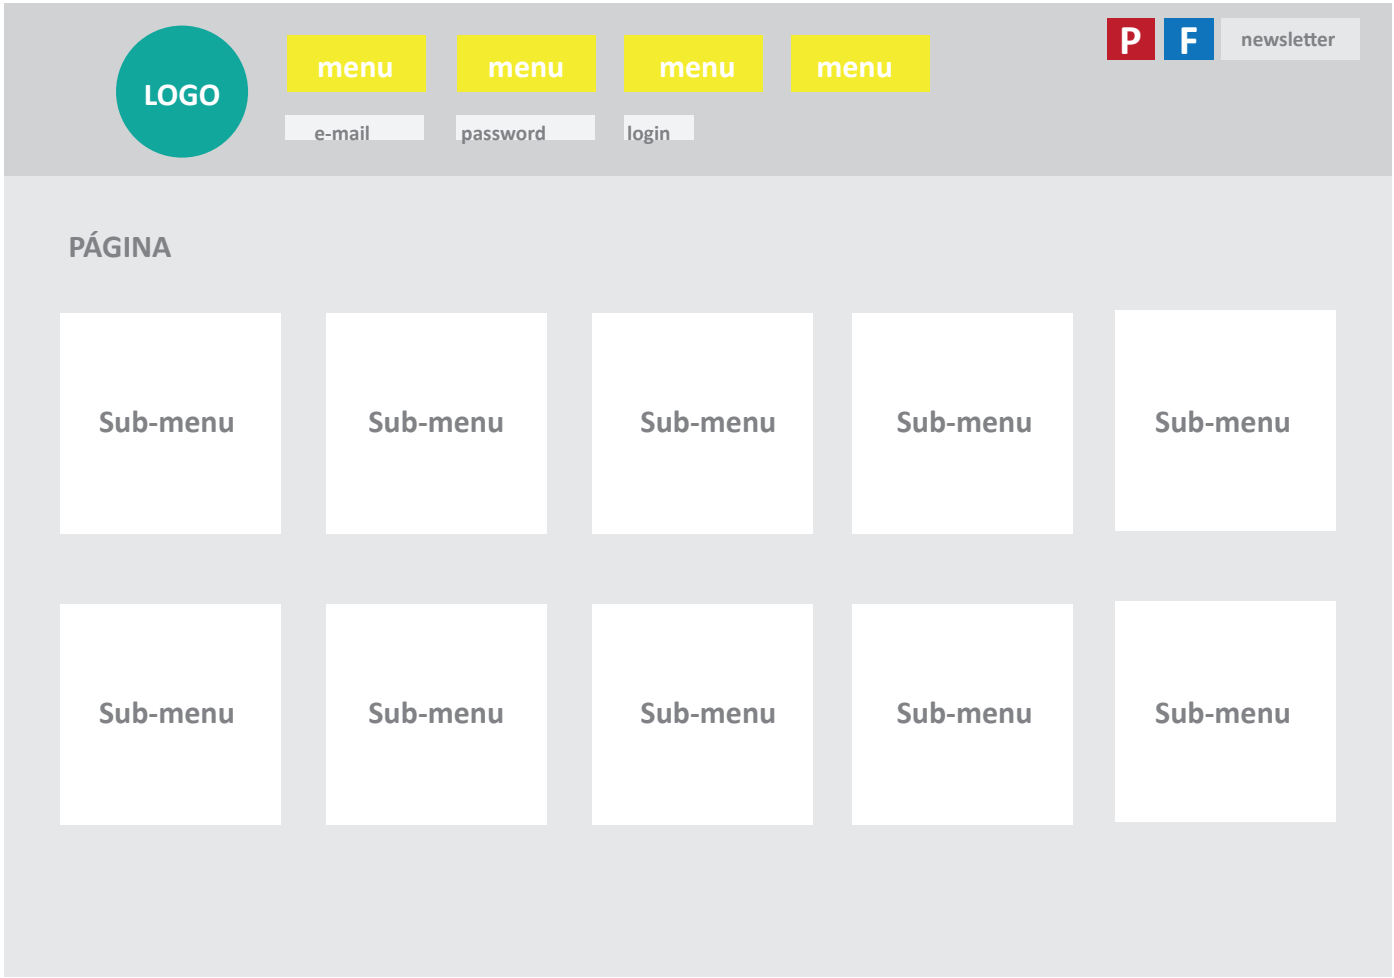 LOGO
menu menu menu menu
P F newsletter
e-mail password login
PÁGINA
Sub-menu Sub-menu Sub-menu Sub-menu Sub-menu
Sub-menu Sub-menu Sub-menu Sub-menu Sub-menu